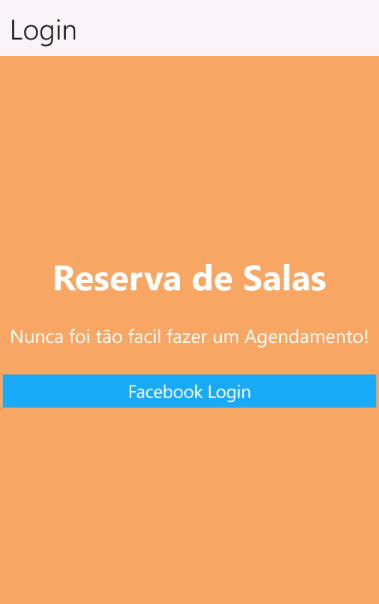 Login
Reserva de Salas
Nunca foi tão facil fazer um Agendamento!
Facebook Login